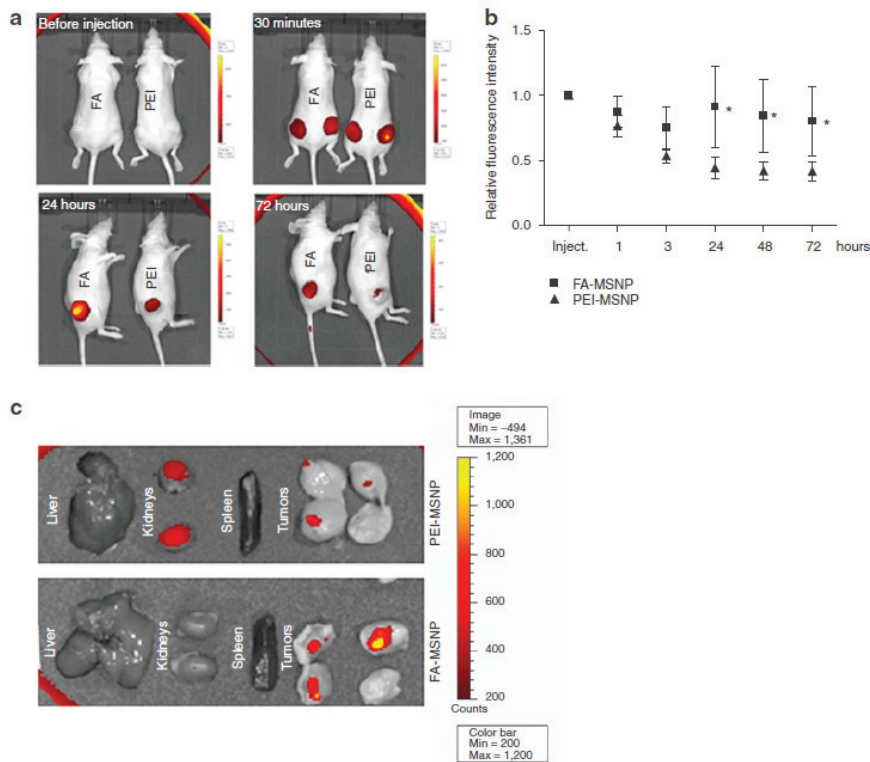 a
Before injection
FA
PEI
30 minutes
FA
PEI
24 hours
FA
PEI
72 hours
FA
PEI
b
Relative fluorescence intensity
1.5
1.0
0.5
0.0
*
*
*
Inject.
1
3
24
48
72
hours
FA-MSNP
PEI-MSNP
c
Liver
Kidneys
Spleen
Tumors
PEI-MSNP
Liver
Kidneys
Spleen
Tumors
FA-MSNP
Image
Min = −494
Max = 1,361
1,200
1,000
800
600
400
200
Counts
Color bar
Min = 200
Max = 1,200